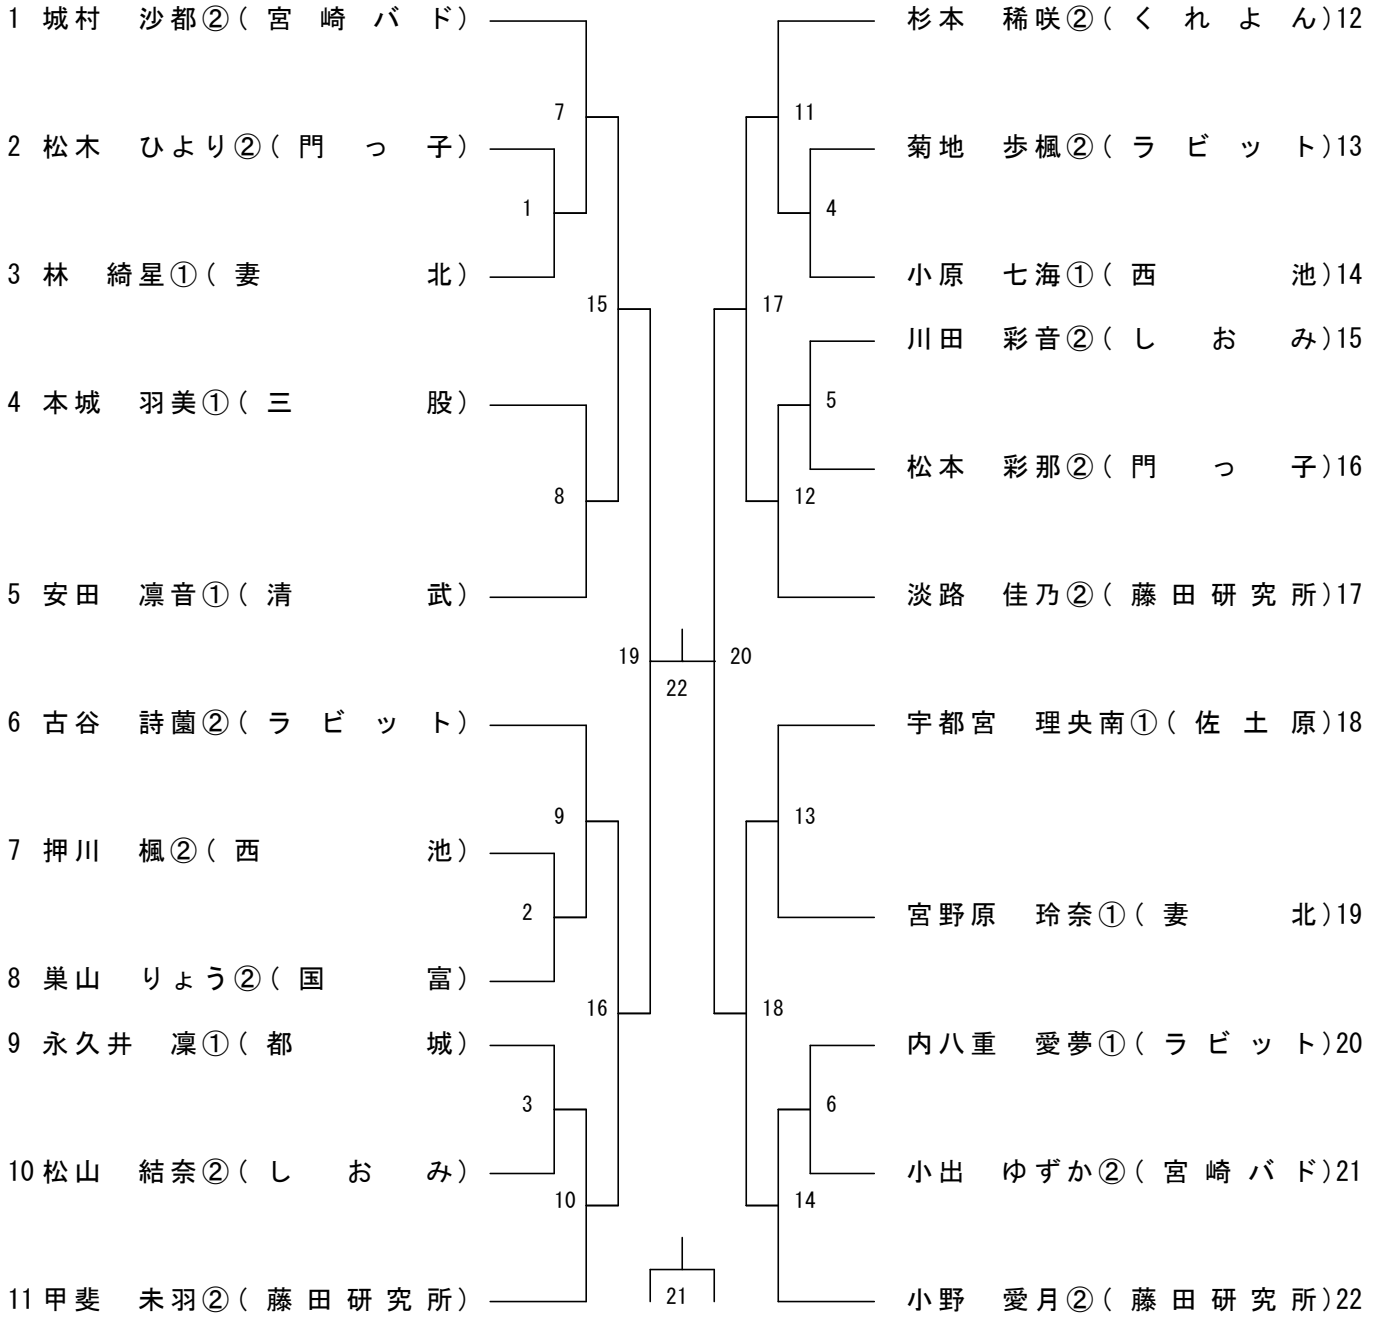 1 城村 沙都②(宮崎バド)
2 松木 ひより②(門っ子)
3 林 綺星①(妻北)
4 本城 羽美①(三股)
5 安田 凛音①(清武)
6 古谷 詩薗②(ラビット)
7 押川 楓②(西池)
8 巣山 りょう②(国富)
9 永久井 凜①(都城)
10 松山 結奈②(しおみ)
11 甲斐 未羽②(藤田研究所)
7
1
15
8
19
9
2
16
3
10
22
21
11
4
17
5
12
20
13
18
6
14
杉本 稀咲②(くれよん)12
菊地 歩楓②(ラビット)13
小原 七海①(西池)14
川田 彩音②(しおみ)15
松本 彩那②(門っ子)16
淡路 佳乃②(藤田研究所)17
宇都宮 理央南①(佐土原)18
宮野原 玲奈①(妻北)19
内八重 愛夢①(ラビット)20
小出 ゆずか②(宮崎バド)21
小野 愛月②(藤田研究所)22